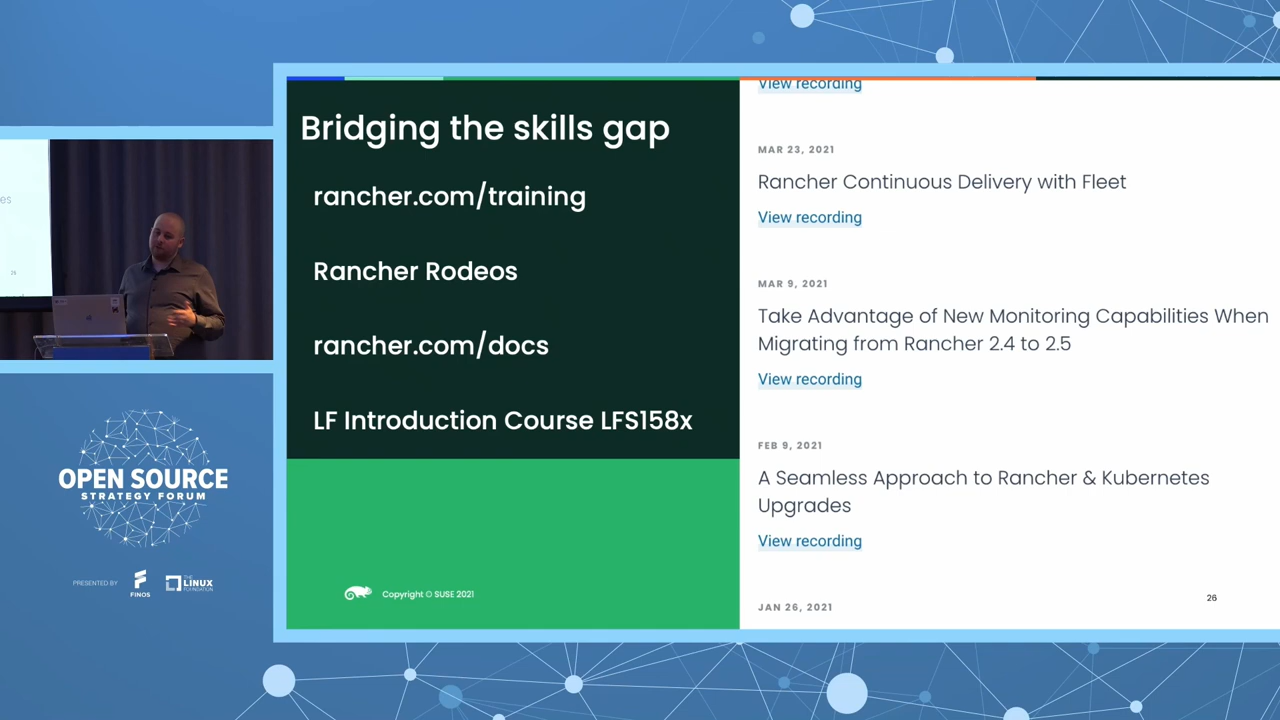 View recording
Bridging the skills gap
rancher.com/training
Rancher Rodeos
rancher.com/docs
LF Introduction Course LFS158x
Copyright © SUSE 2021
MAR 23, 2021
Rancher Continuous Delivery with Fleet
View recording
MAR 9, 2021
Take Advantage of New Monitoring Capabilities When
Migrating from Rancher 2.4 to 2.5
View recording
FEB 9, 2021
A Seamless Approach to Rancher & Kubernetes
Upgrades
View recording
JAN 26, 2021
26
es
26
OPEN SOURCE
STRATEGY FORUM
PRESENTED BY
FINOS
THE
LINUX
FOUNDATION